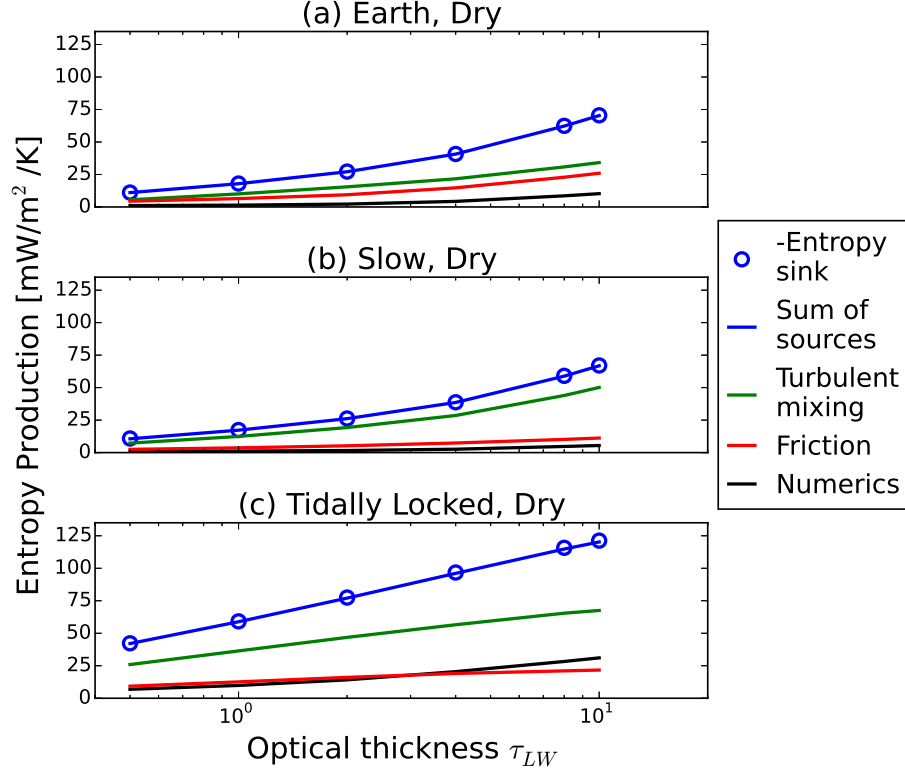 (a) Earth, Dry
125
100
75
50
25
0
(b) Slow, Dry
125
100
75
50
25
0
(c) Tidally Locked, Dry
125
100
75
50
25
0
10⁰
10¹
Optical thickness τ_LW
Entropy Production [mW/m² /K]
-Entropy
sink
Sum of
sources
Turbulent
mixing
Friction
Numerics